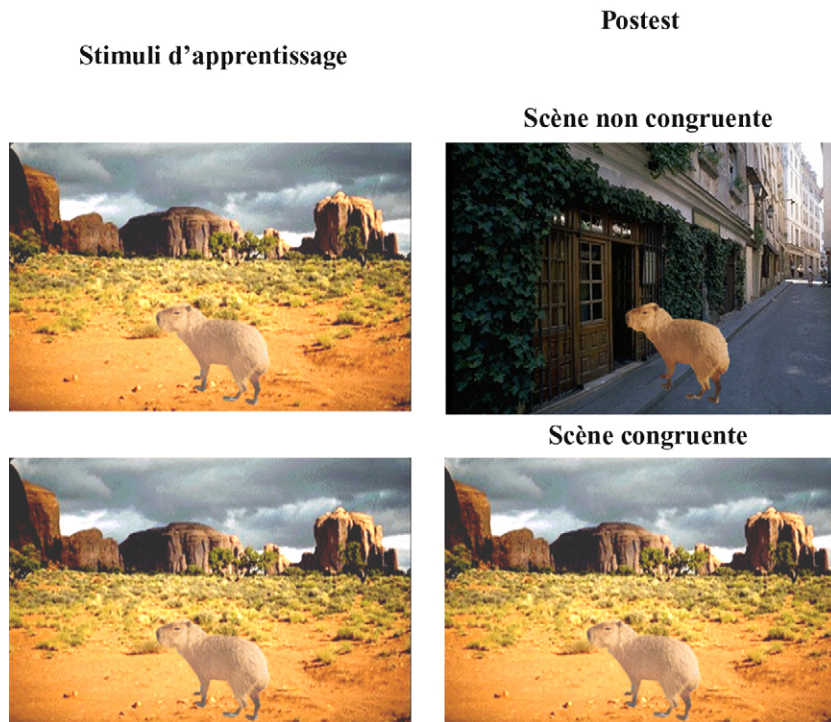 Postest
Stimuli d'apprentissage
Scène non congruente
Scène congruente